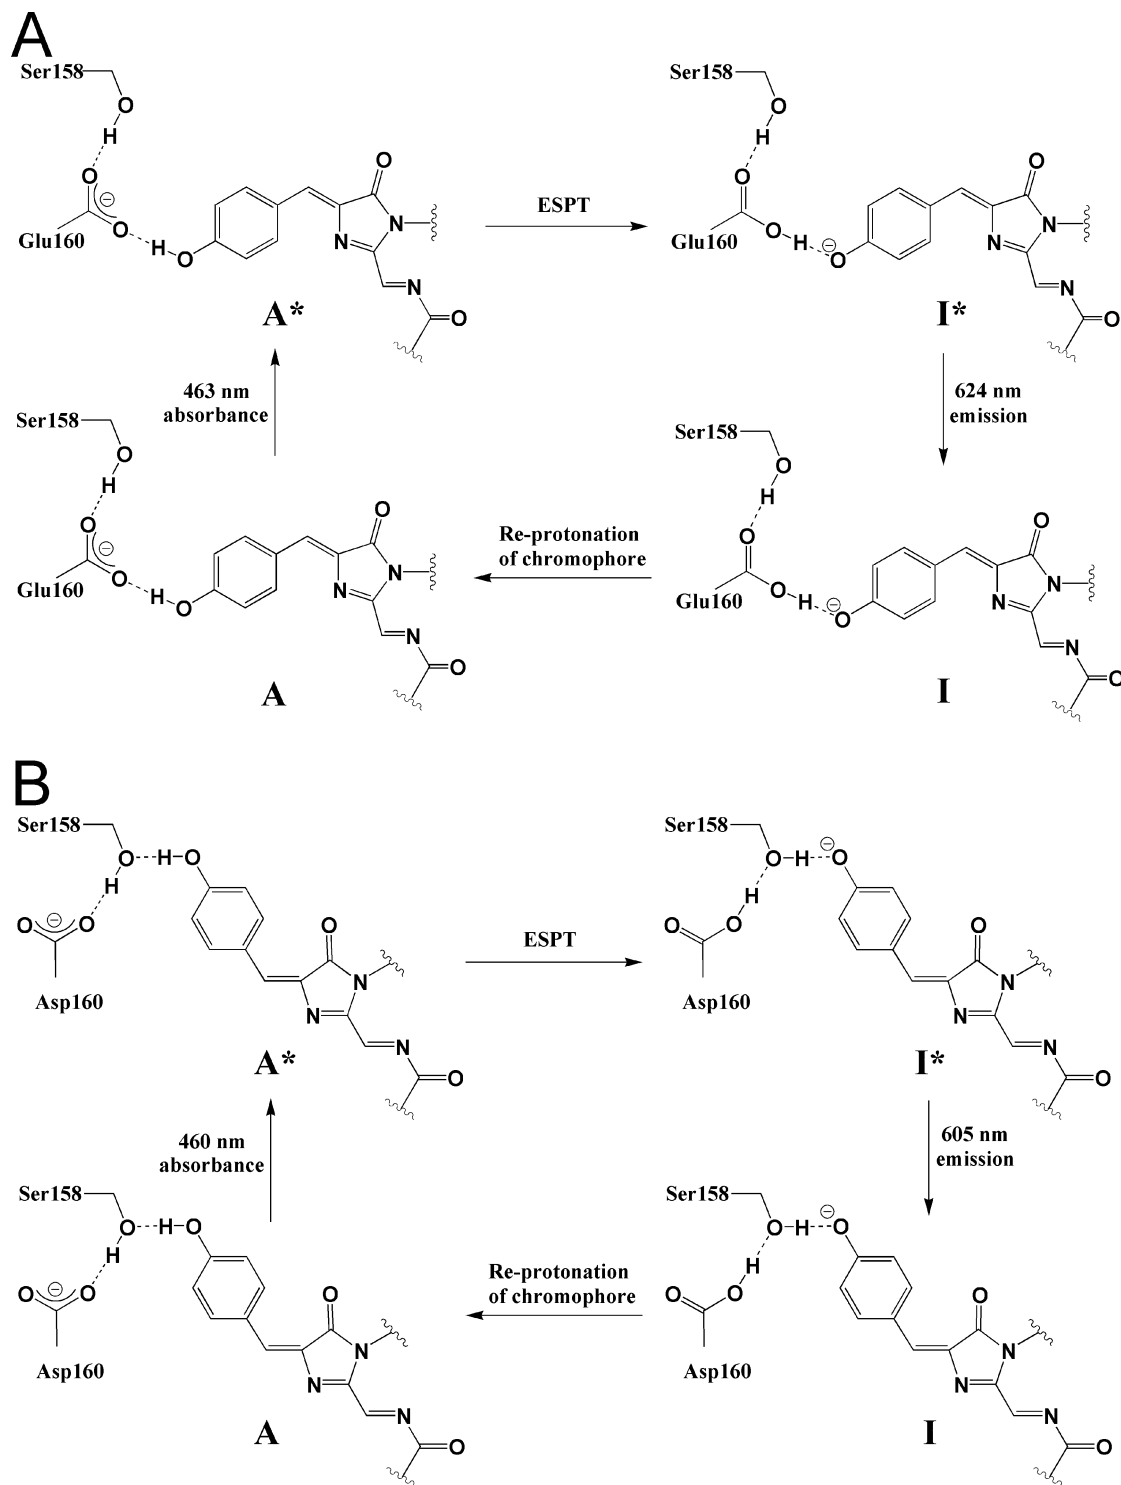 A
Ser158
O
H
O
⊖
Glu160
O
H
O
O
N
N
N
O
A*
ESPT
Ser158
O
H
O
Glu160
O
H
⊖
O
O
N
N
N
O
I*
463 nm
absorbance
624 nm
emission
Ser158
O
H
O
⊖
Glu160
O
H
O
O
N
N
N
O
A
Re-protonation
of chromophore
Ser158
O
H
O
Glu160
O
H
⊖
O
O
N
N
N
O
I
B
Ser158
O
H
O
H
O
⊖
O
Asp160
O
N
N
N
O
A*
ESPT
Ser158
O
H
⊖
O
H
O
O
Asp160
O
N
N
N
O
I*
460 nm
absorbance
605 nm
emission
Ser158
O
H
O
H
O
⊖
O
Asp160
O
N
N
N
O
A
Re-protonation
of chromophore
Ser158
O
H
⊖
O
H
O
O
Asp160
O
N
N
N
O
I